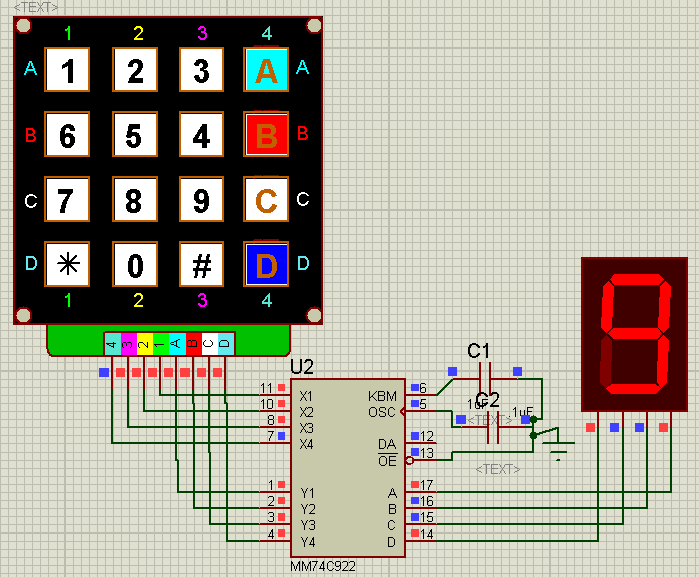 <TEXT>
1 2 3 4
A 1 2 3 A A
B 6 5 4 B B
C 7 8 9 C C
D * 0 # D D
1 2 3 4
4 3 2 1 A B C D
U2
C1
11 X1 KBM 6
10 X2 OSC 5
8 X3
7 X4 DA 12
OE 13
C2
1uF
<TEXT>
<TEXT>
1 Y1 A 17
2 Y2 B 16
3 Y3 C 15
4 Y4 D 14
MM74C922
9